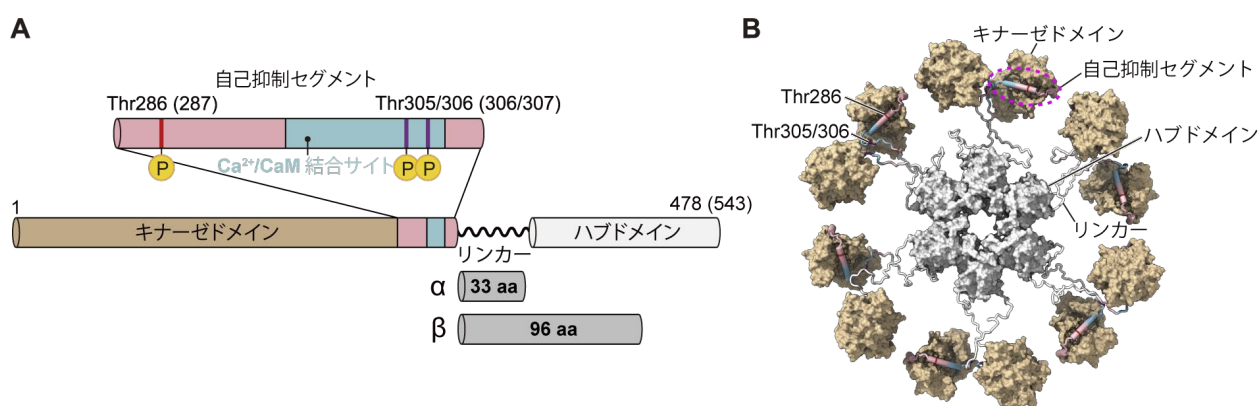 A
自己抑制セグメント
Thr286 (287)
Thr305/306 (306/307)
P
Ca²⁺/CaM 結合サイト
P
P
1
478 (543)
キナーゼドメイン
リンカー
ハブドメイン
α
33 aa
β
96 aa
B
キナーゼドメイン
自己抑制セグメント
Thr286
Thr305/306
ハブドメイン
リンカー